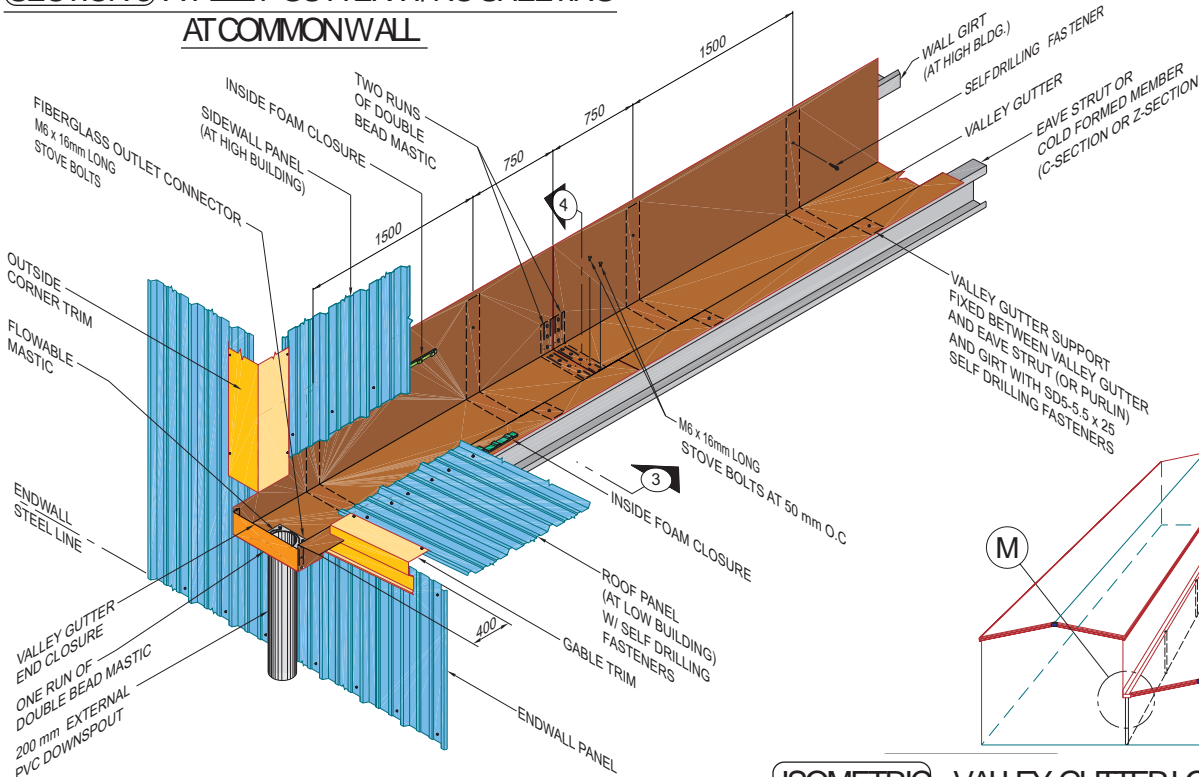 AT COMMON WALL
1500
750
750
1500
WALL GIRT
(AT HIGH BLDG.)
SELF DRILLING FASTENER
VALLEY GUTTER
EAVE STRUT OR
COLD FORMED MEMBER
(C-SECTION OR Z-SECTION
TWO RUNS
OF DOUBLE
BEAD MASTIC
INSIDE FOAM CLOSURE
SIDEWALL PANEL
(AT HIGH BUILDING)
FIBERGLASS OUTLET CONNECTOR
M6 x 16mm LONG
STOVE BOLTS
OUTSIDE
CORNER TRIM
FLOWABLE
MASTIC
ENDWALL
STEEL LINE
4
3
VALLEY GUTTER SUPPORT
FIXED BETWEEN VALLEY GUTTER
AND EAVE STRUT (OR PURLIN)
AND GIRT WITH SD5-5.5 x 25
SELF DRILLING FASTENERS
M6 x 16mm LONG
STOVE BOLTS AT 50 mm O.C
INSIDE FOAM CLOSURE
ROOF PANEL
(AT LOW BUILDING)
W/ SELF DRILLING
FASTENERS
400
GABLE TRIM
ENDWALL PANEL
VALLEY GUTTER
END CLOSURE
ONE RUN OF
DOUBLE BEAD MASTIC
200 mm EXTERNAL
PVC DOWNSPOUT
M
ISOMETRIC VALLEY GUTTER